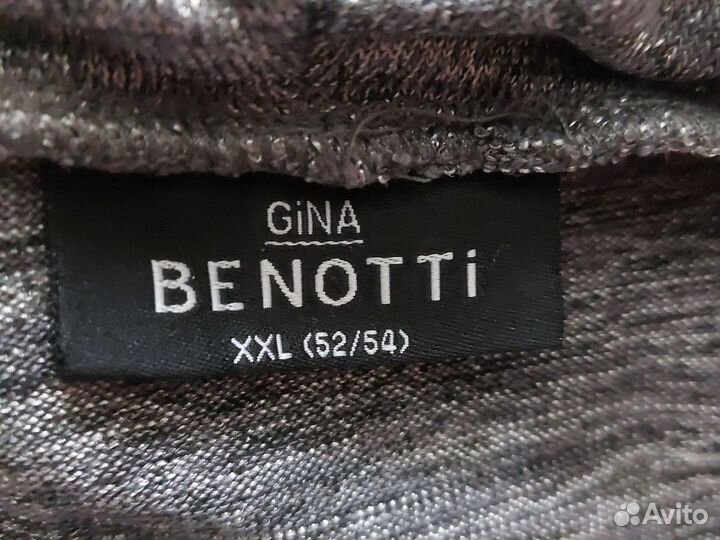 GiNA
BENOTTi
XXL (52/54)
Avito